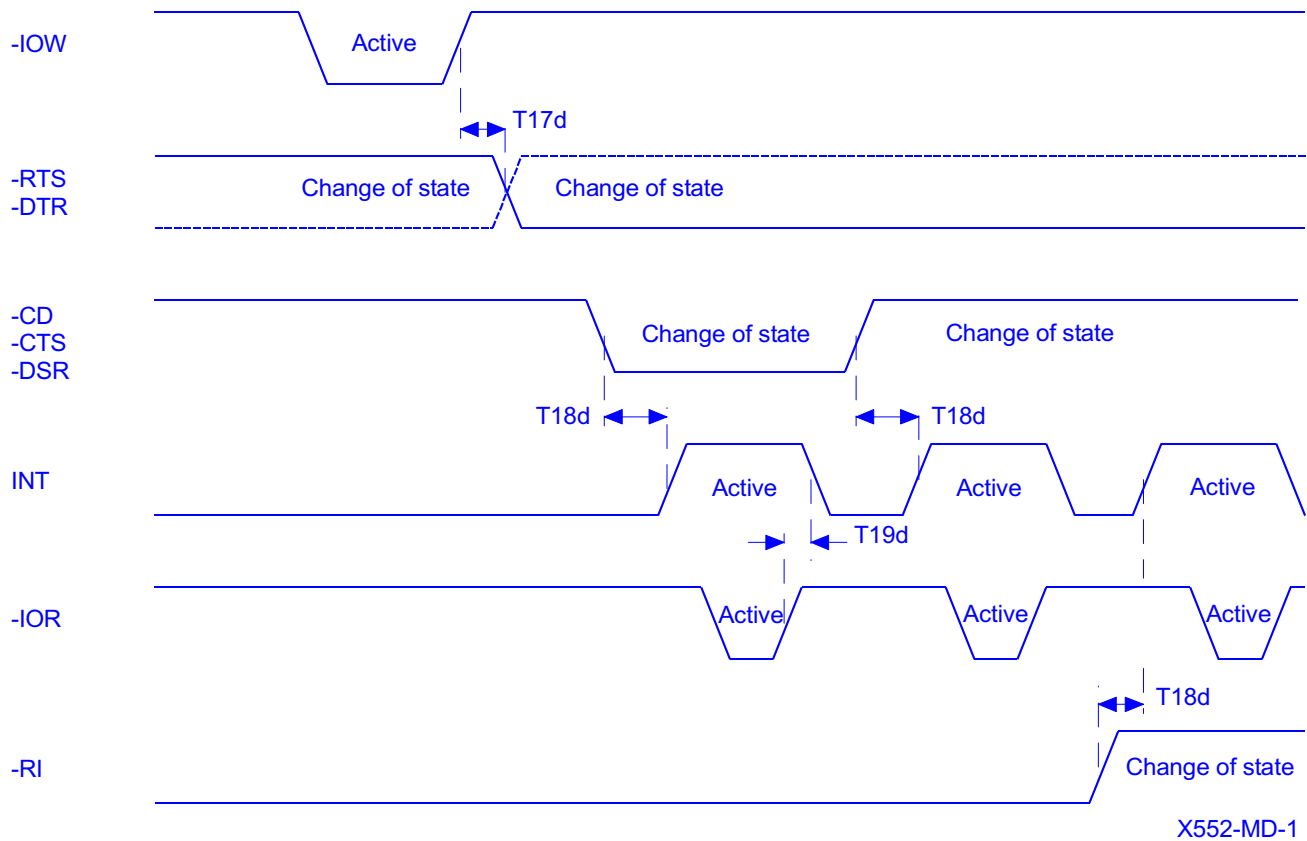 -IOW
Active
T17d
-RTS
-DTR
Change of state
Change of state
-CD
-CTS
-DSR
Change of state
Change of state
T18d
T18d
INT
Active
Active
Active
T19d
-IOR
Active
Active
Active
T18d
-RI
Change of state
X552-MD-1